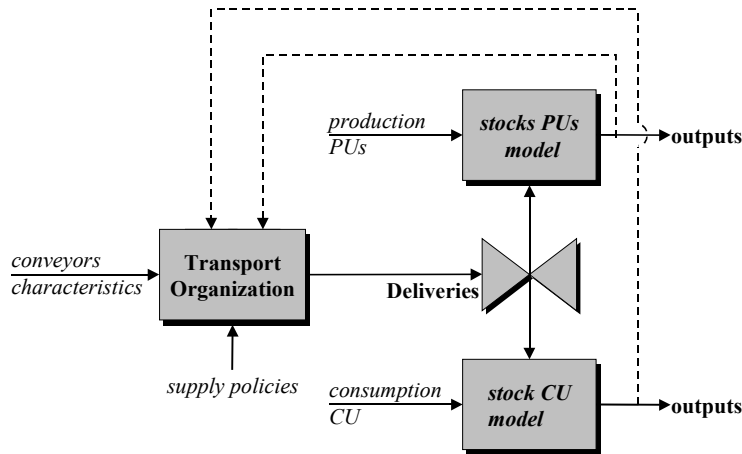 production
PUs
stocks PUs
model
outputs
conveyors
characteristics
Transport
Organization
Deliveries
supply policies
consumption
CU
stock CU
model
outputs